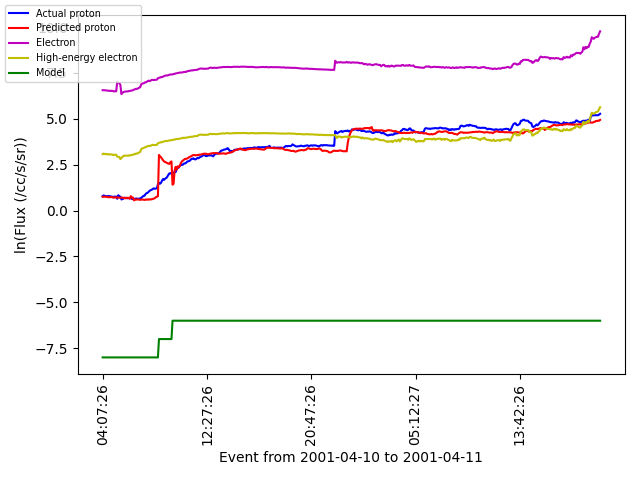 Actual proton
Predicted proton
Electron
High-energy electron
Model
5.0
2.5
0.0
−2.5
−5.0
−7.5
ln(Flux (/cc/s/sr))
04:07:26
12:27:26
20:47:26
05:12:27
13:42:26
Event from 2001-04-10 to 2001-04-11